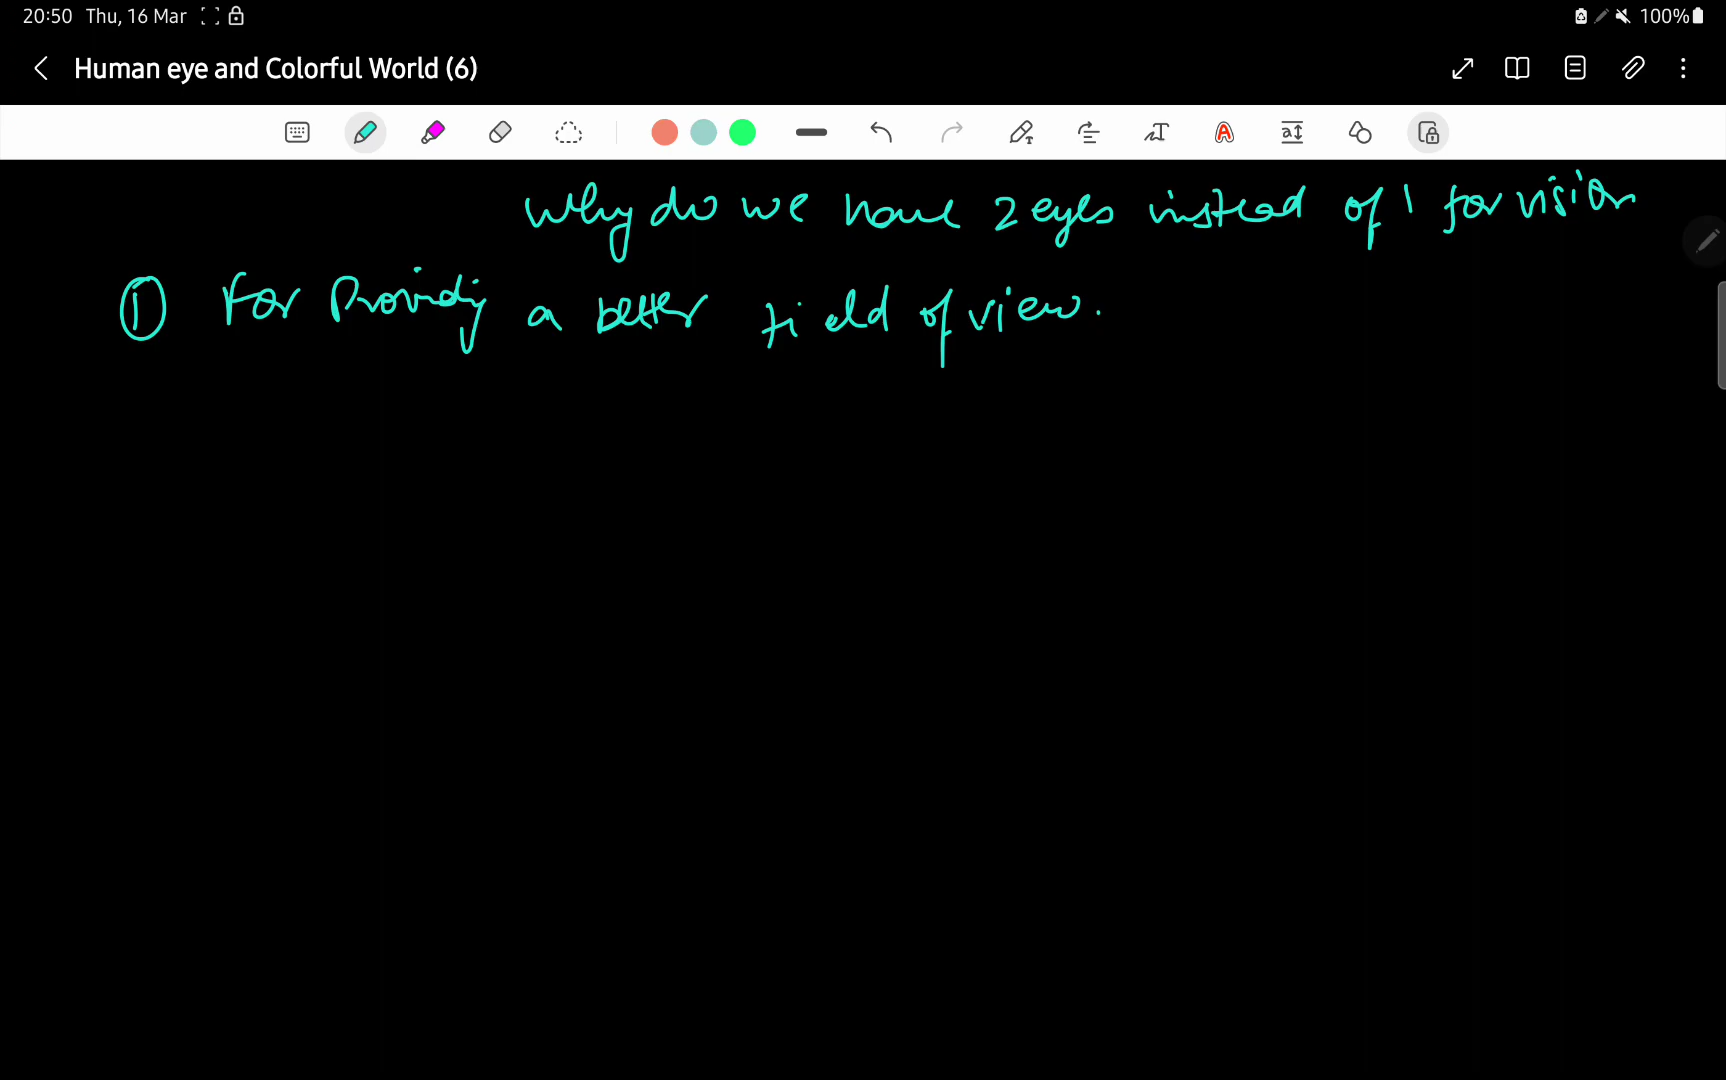 20:50 Thu, 16 Mar 100%
Human eye and Colorful World (6)
why do we have 2 eyes instead of 1 for vision
① For Providing a better field of view.